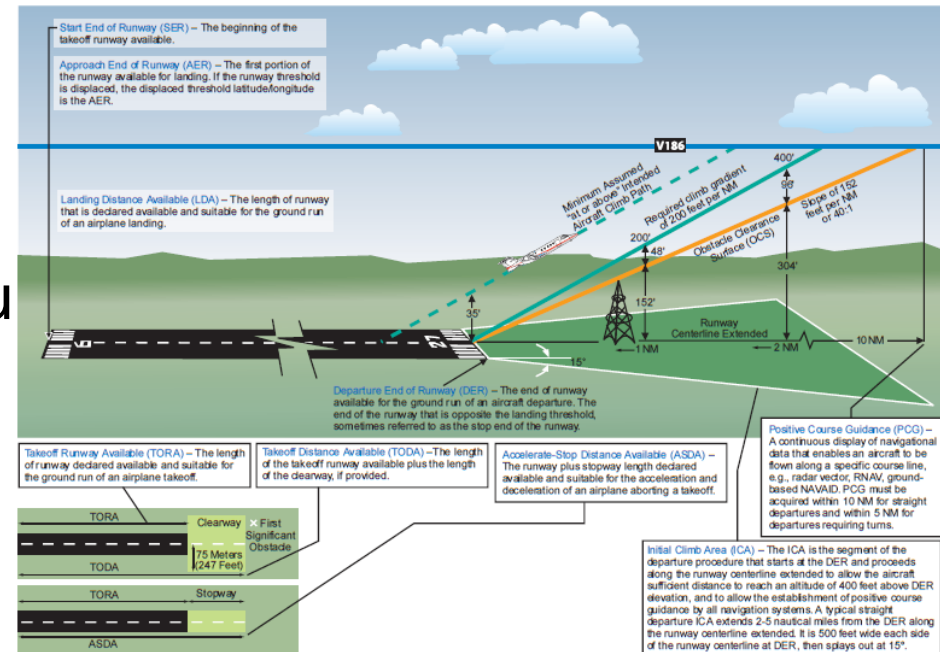 Start End of Runway (SER) – The beginning of the
takeoff runway available.
Approach End of Runway (AER) – The first portion of
the runway available for landing. If the runway threshold
is displaced, the displaced threshold latitude/longitude
is the AER.
V186
Landing Distance Available (LDA) – The length of runway
that is declared available and suitable for the ground run
of an airplane landing.
Minimum Assumed
"at or above" Intended
Aircraft Climb Path
Required climb gradient
of 200 feet per NM
Obstacle Clearance
Surface (OCS)
Slope of 152
feet per NM
or 40:1
400'
96'
304'
200'
48'
152'
35'
u
27
15°
Runway
Centerline Extended
1 NM
2 NM
10 NM
Departure End of Runway (DER) – The end of runway
available for the ground run of an aircraft departure. The
end of the runway that is opposite the landing threshold,
sometimes referred to as the stop end of the runway.
Takeoff Runway Available (TORA) – The length
of runway declared available and suitable for
the ground run of an airplane takeoff.
Takeoff Distance Available (TODA) –The length
of the takeoff runway available plus the length
of the clearway, if provided.
Accelerate-Stop Distance Available (ASDA) –
The runway plus stopway length declared
available and suitable for the acceleration and
deceleration of an airplane aborting a takeoff.
Positive Course Guidance (PCG) –
A continuous display of navigational
data that enables an aircraft to be
flown along a specific course line,
e.g., radar vector, RNAV, ground-
based NAVAID. PCG must be
acquired within 10 NM for straight
departures and within 5 NM for
departures requiring turns.
TORA
Clearway
First
Significant
Obstacle
75 Meters
(247 Feet)
TODA
TORA
Stopway
ASDA
Initial Climb Area (ICA) – The ICA is the segment of the
departure procedure that starts at the DER and proceeds
along the runway centerline extended to allow the aircraft
sufficient distance to reach an altitude of 400 feet above DER
elevation, and to allow the establishment of positive course
guidance by all navigation systems. A typical straight
departure ICA extends 2-5 nautical miles from the DER along
the runway centerline extended. It is 500 feet wide each side
of the runway centerline at DER, then splays out at 15°.